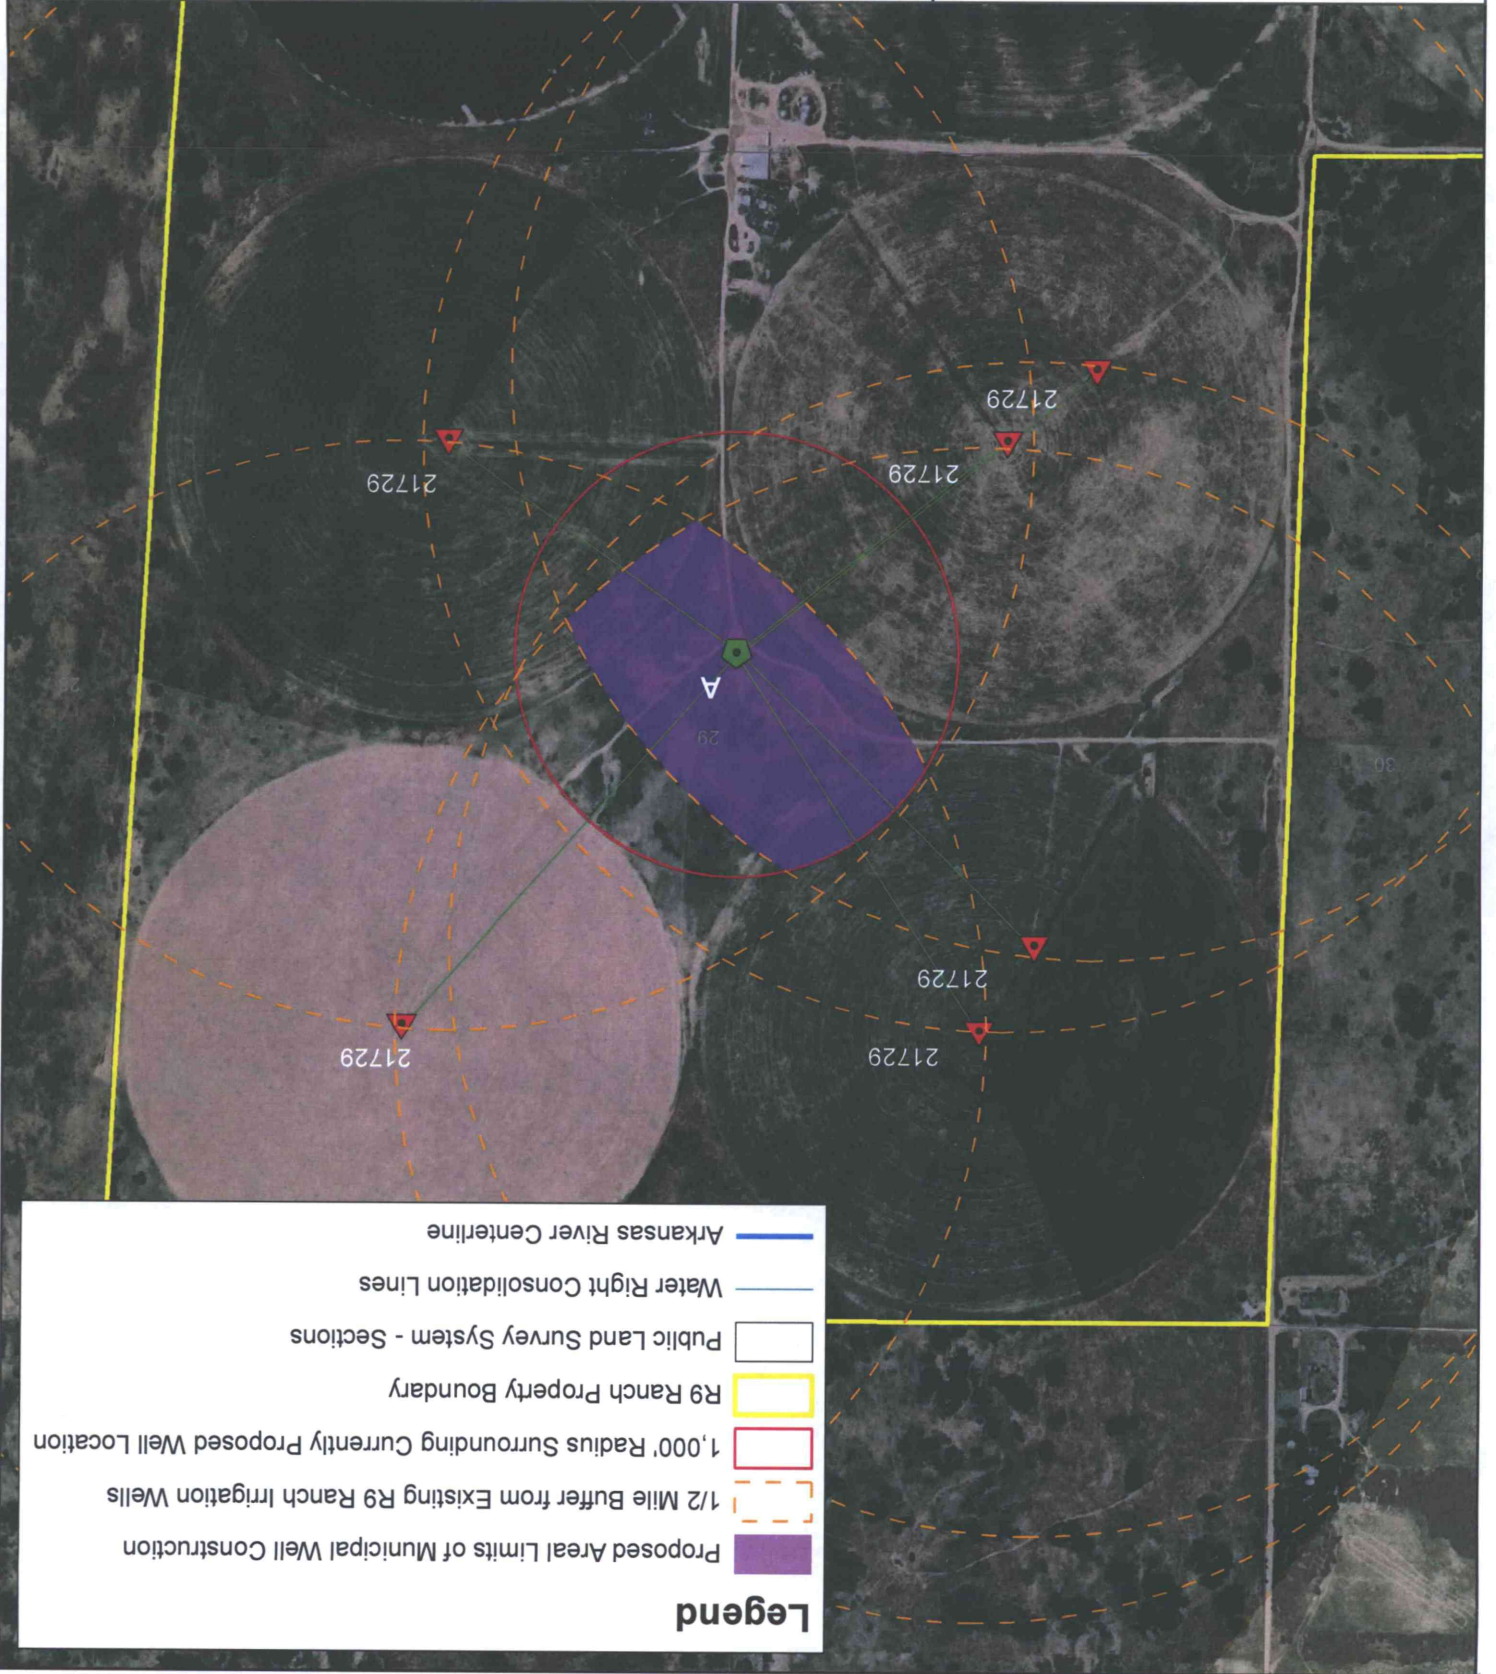 Legend
Proposed Areal Limits of Municipal Well Construction
1/2 Mile Buffer from Existing R9 Ranch Irrigation Wells
1,000' Radius Surrounding Currently Proposed Well Location
R9 Ranch Property Boundary
Public Land Survey System - Sections
Water Right Consolidation Lines
Arkansas River Centerline
21729
21729
21729
30
29
A
21729
21729
21729